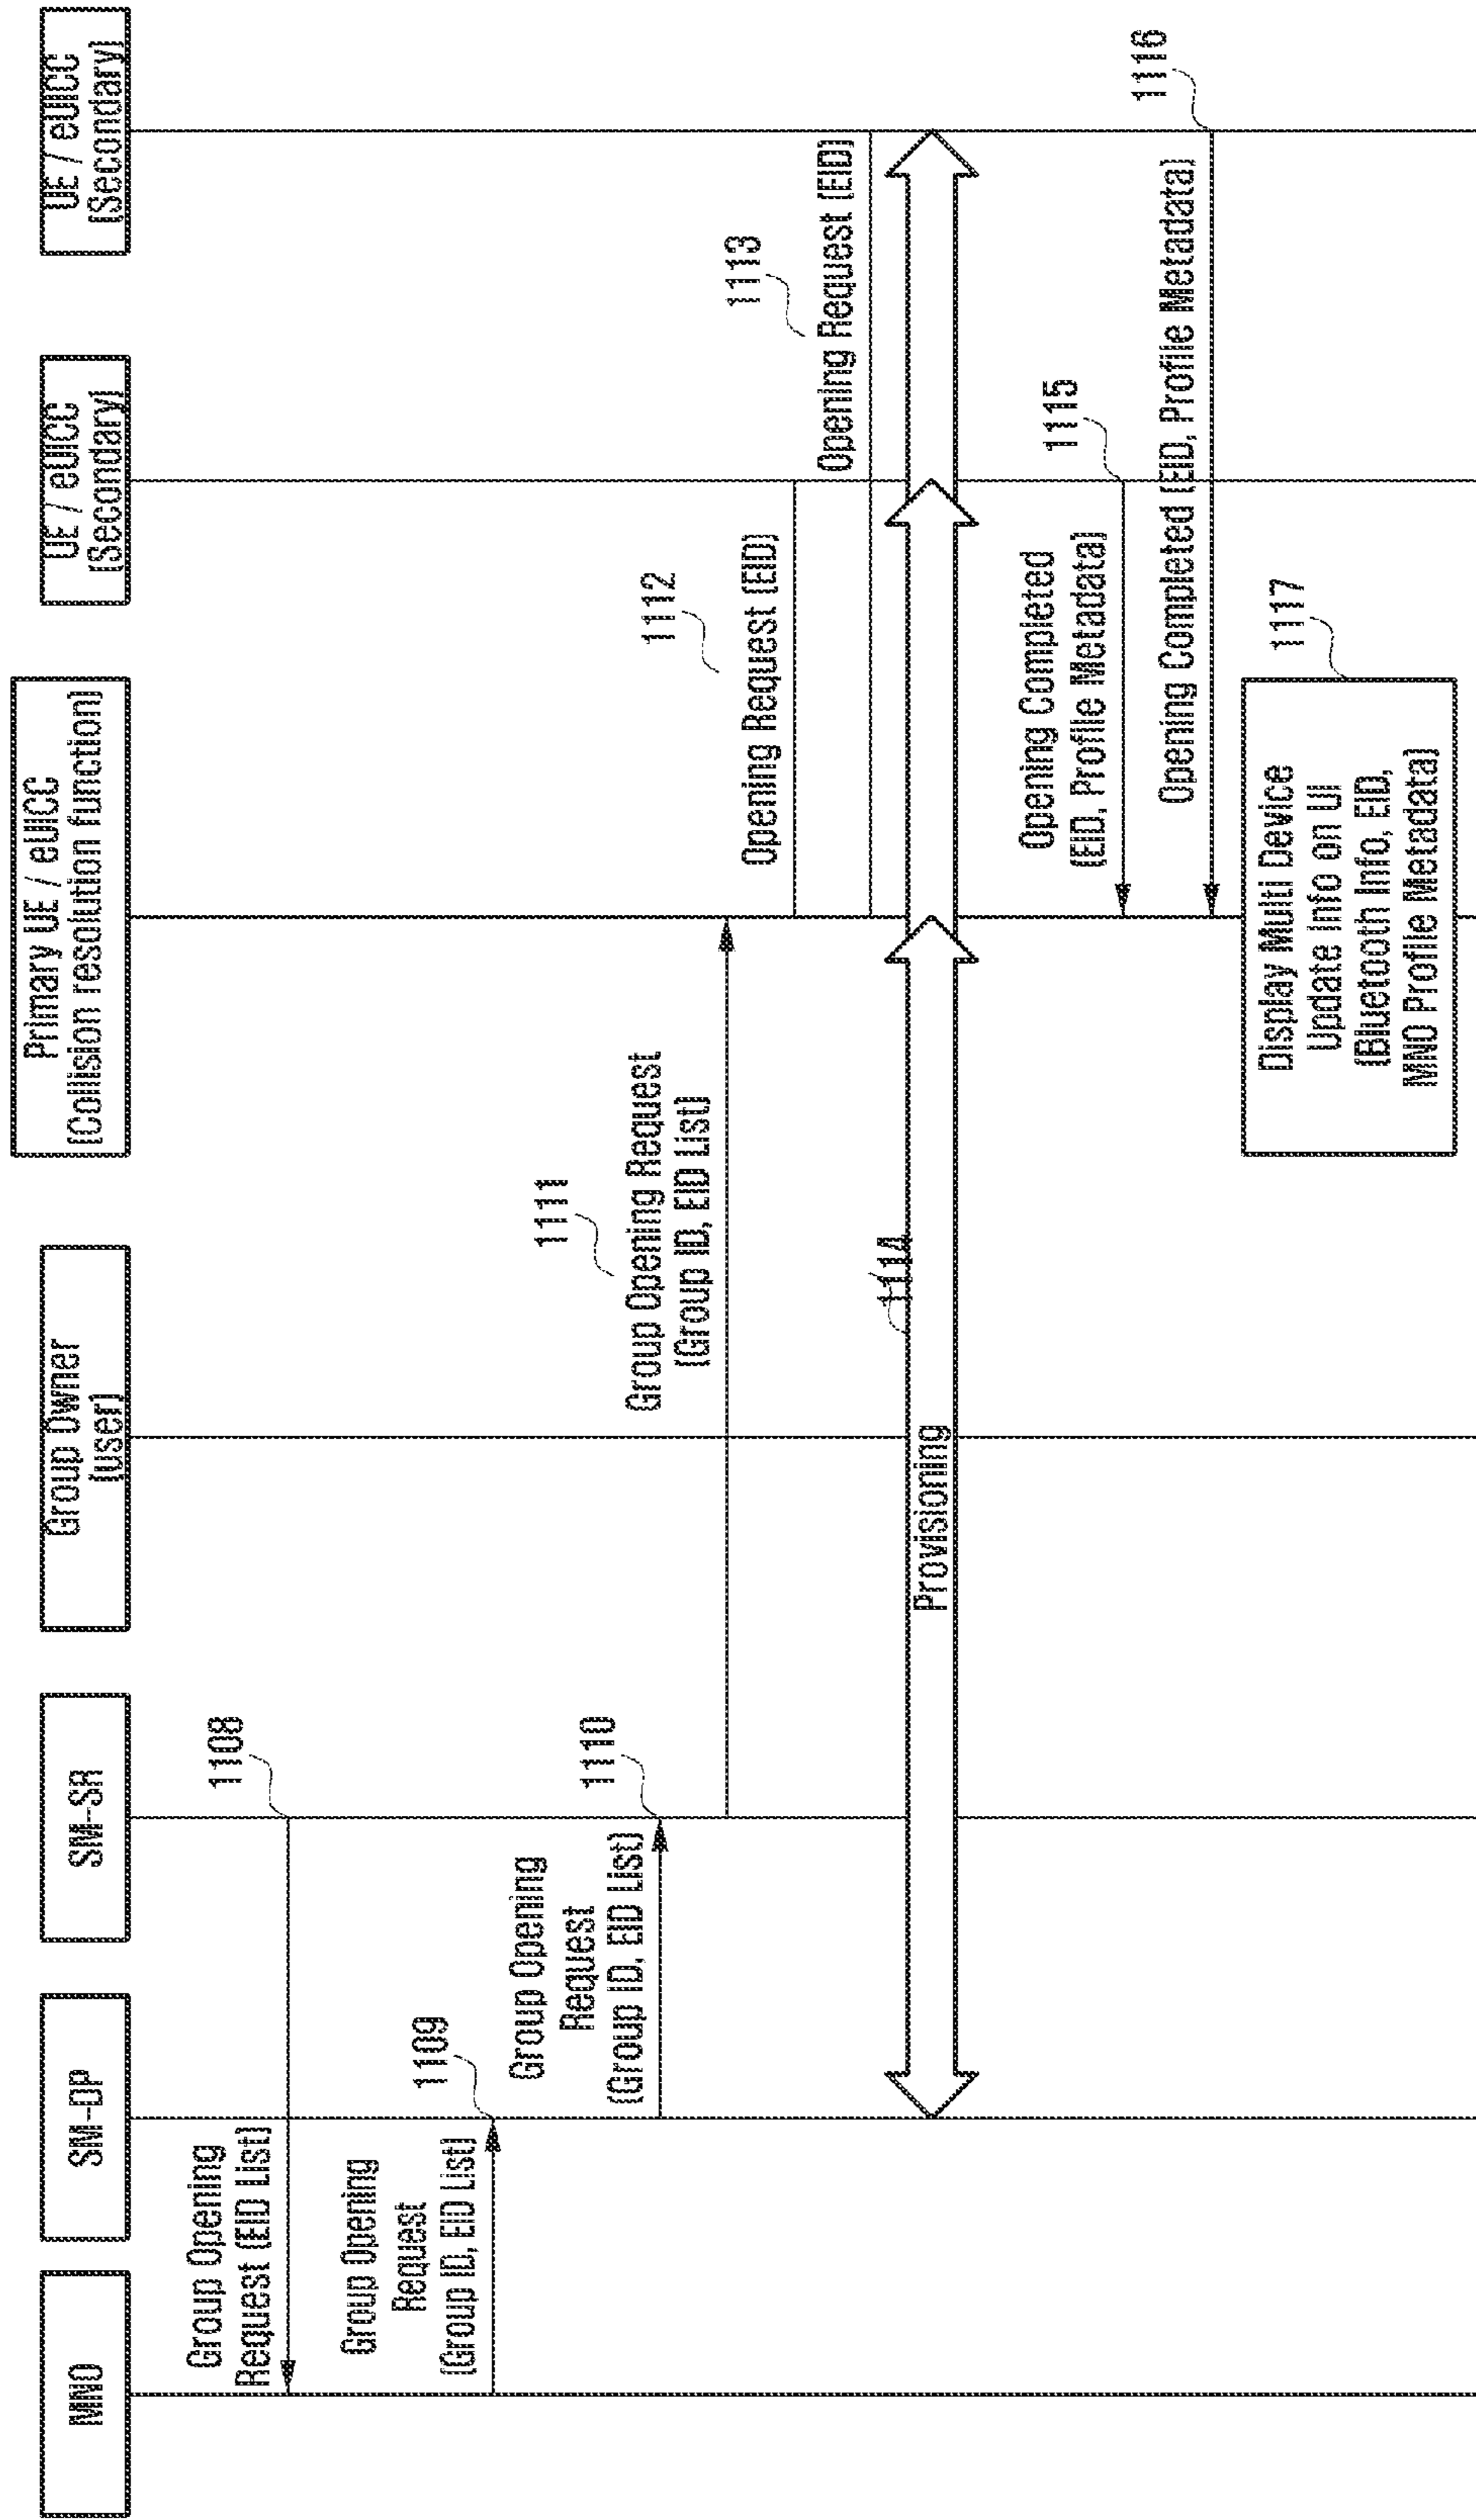 MNO
SM-DP
SM-SR
Group Owner
(user)
Primary UE / eUICC
(Collision resolution function)
UE / eUICC
(Secondary)
UE / eUICC
(Secondary)
Group Opening
Request (EID List)
1108
Group Opening
Request
(Group ID, EID List)
1109
Group Opening
Request
(Group ID, EID List)
1110
Group Opening Request
(Group ID, EID List)
1111
Opening Request (EID)
1112
Opening Request (EID)
1113
Provisioning
1114
Opening Completed
(EID, Profile Metadata)
1115
Opening Completed (EID, Profile Metadata)
1116
Display Multi Device
Update Info on UI
(Bluetooth Info, EID,
MNO Profile Metadata)
1117